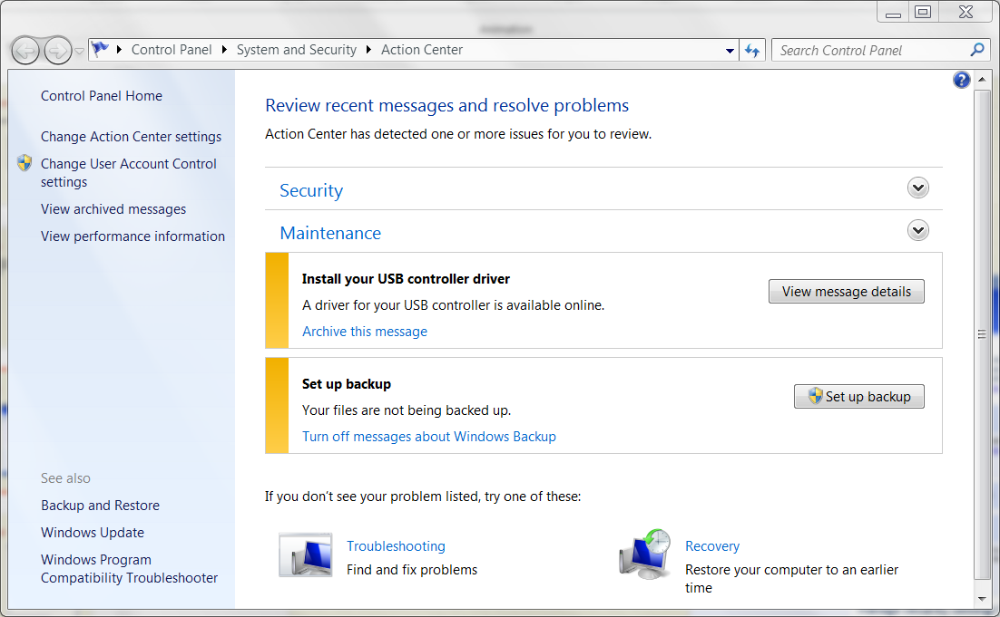 Control Panel
System and Security
Action Center
Search Control Panel
Control Panel Home
Change Action Center settings
Change User Account Control
settings
View archived messages
View performance information
See also
Backup and Restore
Windows Update
Windows Program
Compatibility Troubleshooter
Review recent messages and resolve problems
Action Center has detected one or more issues for you to review.
Security
Maintenance
Install your USB controller driver
A driver for your USB controller is available online.
Archive this message
View message details
Set up backup
Your files are not being backed up.
Turn off messages about Windows Backup
Set up backup
If you don't see your problem listed, try one of these:
Troubleshooting
Find and fix problems
Recovery
Restore your computer to an earlier
time